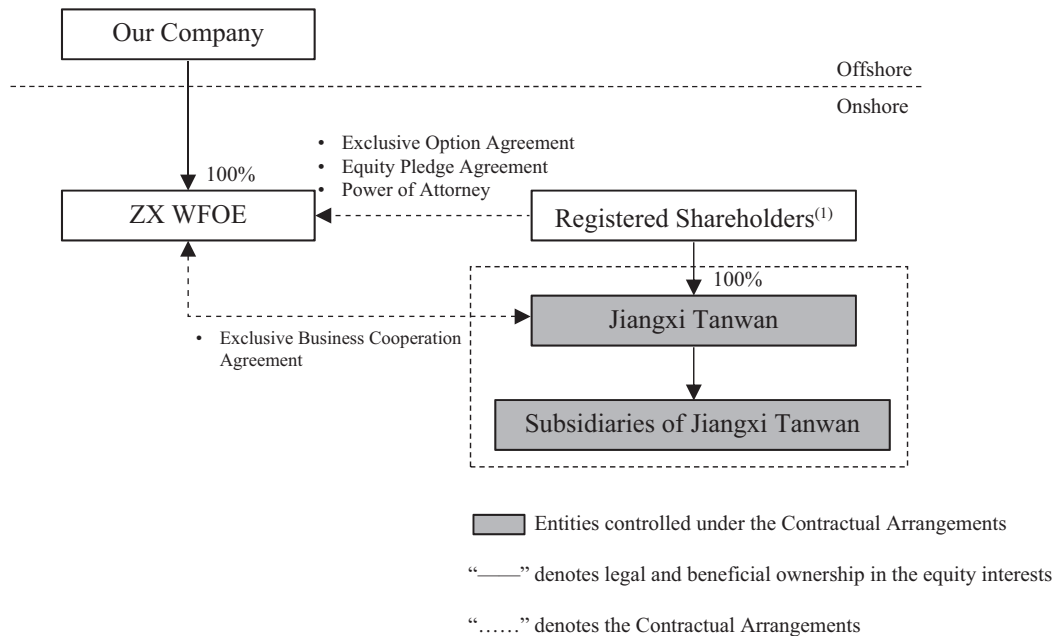 Our Company
Offshore
Onshore
• Exclusive Option Agreement
• Equity Pledge Agreement
• Power of Attorney
100%
ZX WFOE
Registered Shareholders(1)
100%
Jiangxi Tanwan
• Exclusive Business Cooperation
Agreement
Subsidiaries of Jiangxi Tanwan
Entities controlled under the Contractual Arrangements
“——” denotes legal and beneficial ownership in the equity interests
“……” denotes the Contractual Arrangements